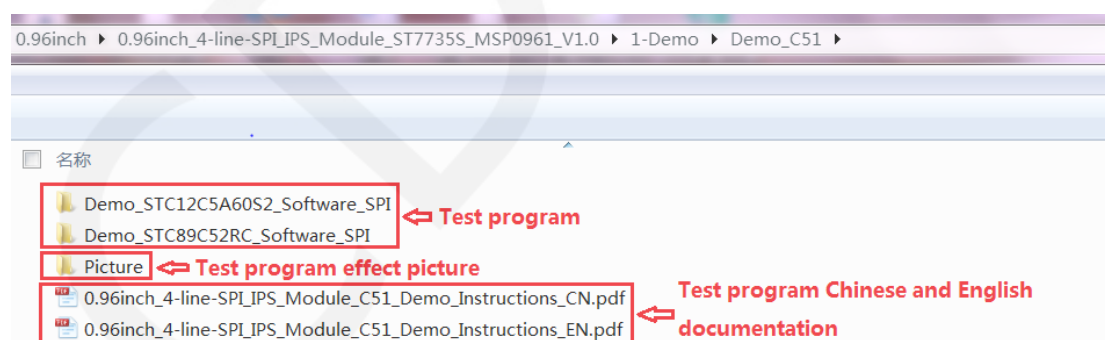 0.96inch ▸ 0.96inch_4-line-SPI_IPS_Module_ST7735S_MSP0961_V1.0 ▸ 1-Demo ▸ Demo_C51 ▸
名称
Demo_STC12C5A60S2_Software_SPI
Test program
Demo_STC89C52RC_Software_SPI
Picture
Test program effect picture
0.96inch_4-line-SPI_IPS_Module_C51_Demo_Instructions_CN.pdf
Test program Chinese and English
0.96inch_4-line-SPI_IPS_Module_C51_Demo_Instructions_EN.pdf
documentation